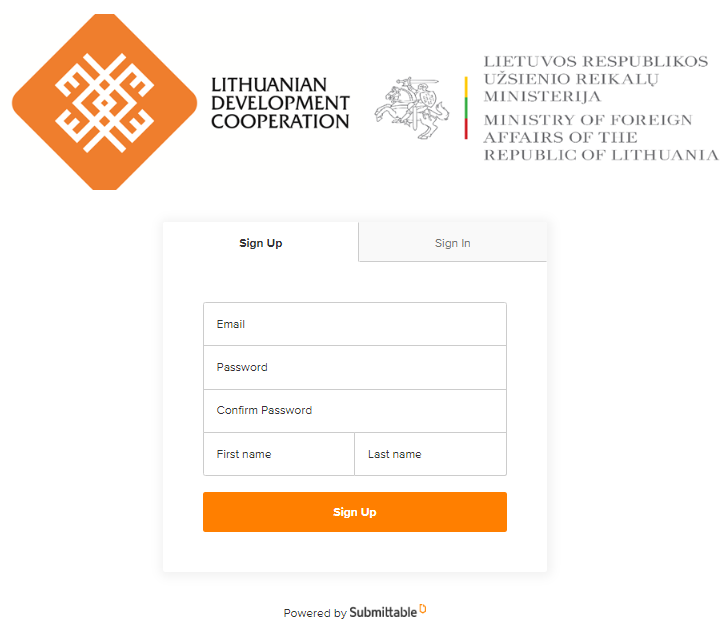 LITHUANIAN
DEVELOPMENT
COOPERATION
LIETUVOS RESPUBLIKOS
UŽSIENIO REIKALŲ
MINISTERIJA
MINISTRY OF FOREIGN
AFFAIRS OF THE
REPUBLIC OF LITHUANIA
Sign Up
Sign In
Email
Password
Confirm Password
First name
Last name
Sign Up
Powered by Submittable